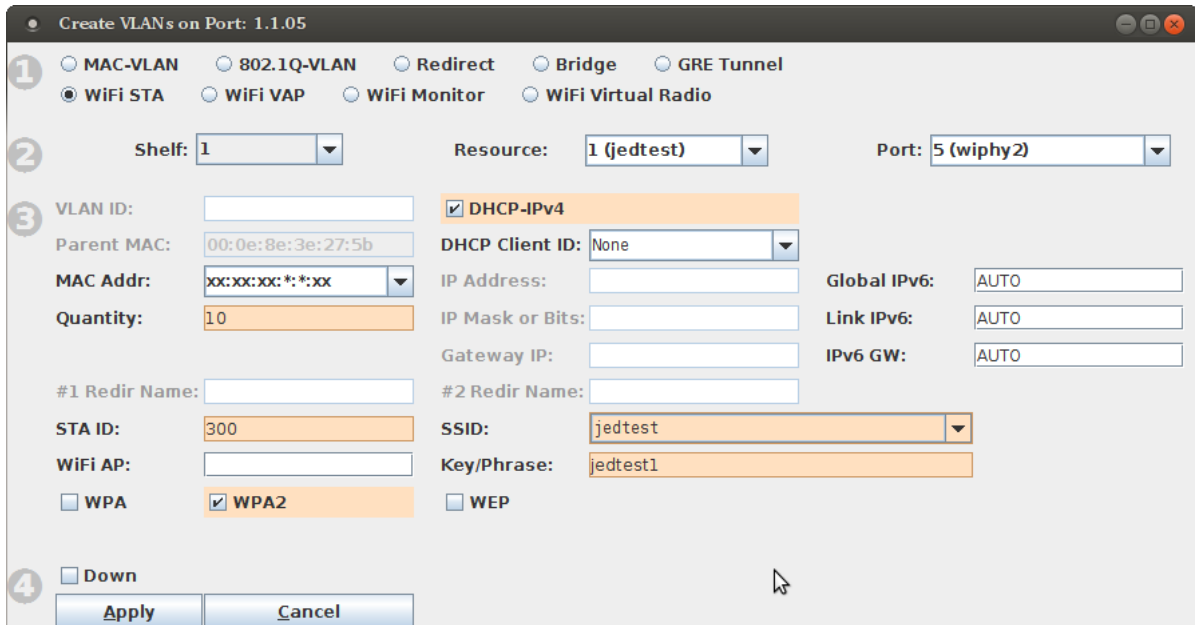 Create VLANs on Port: 1.1.05
1 MAC-VLAN 802.1Q-VLAN Redirect Bridge GRE Tunnel
WiFi STA WiFi VAP WiFi Monitor WiFi Virtual Radio
2 Shelf: 1 Resource: 1 (jedtest) Port: 5 (wiphy2)
3 VLAN ID: DHCP-IPv4
Parent MAC: 00:0e:8e:3e:27:5b DHCP Client ID: None
MAC Addr: xx:xx:xx:*:*:xx IP Address: Global IPv6: AUTO
Quantity: 10 IP Mask or Bits: Link IPv6: AUTO
Gateway IP: IPv6 GW: AUTO
#1 Redir Name: #2 Redir Name:
STA ID: 300 SSID: jedtest
WiFi AP: Key/Phrase: jedtest1
WPA WPA2 WEP
4 Down
Apply Cancel